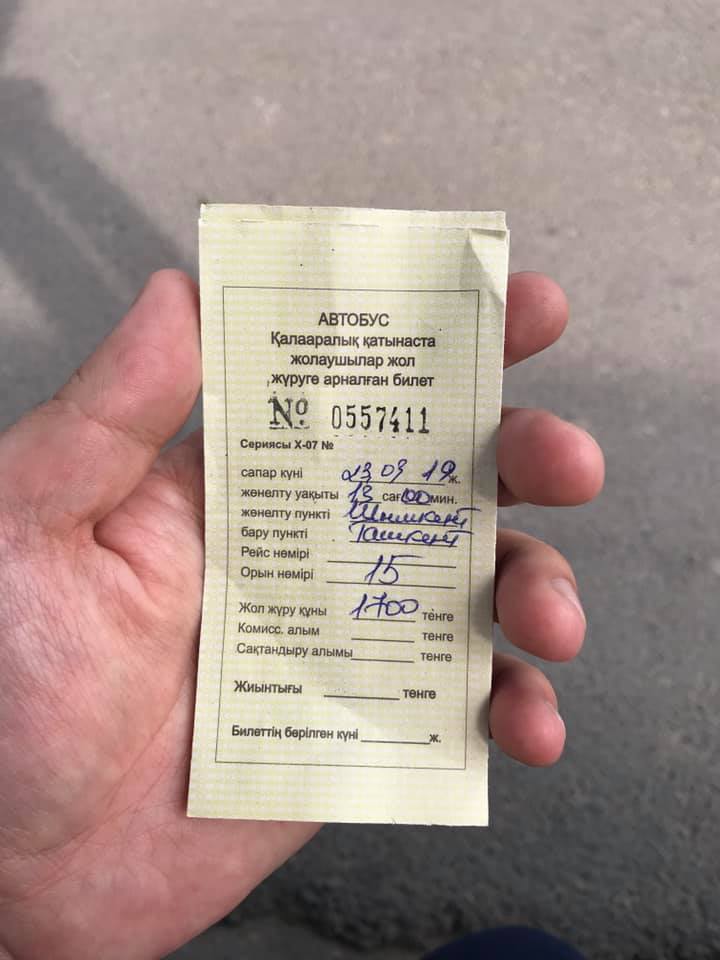 АВТОБУС
Қалааралық қатынаста
жолаушылар жол
жүруге арналған билет
№ 0557411
Сериясы Х-07 №
сапар күні 23 03 19 ж.
жөнелту уақыты 13 сағ 00 мин.
жөнелту пункті Шымкент
бару пункті Ташкент
Рейс нөмірі
Орын нөмірі 15
Жол жүру құны 1700 теңге
Комисс. алым теңге
Сақтандыру алымы теңге
Жиынтығы теңге
Билеттің берілген күні ж.